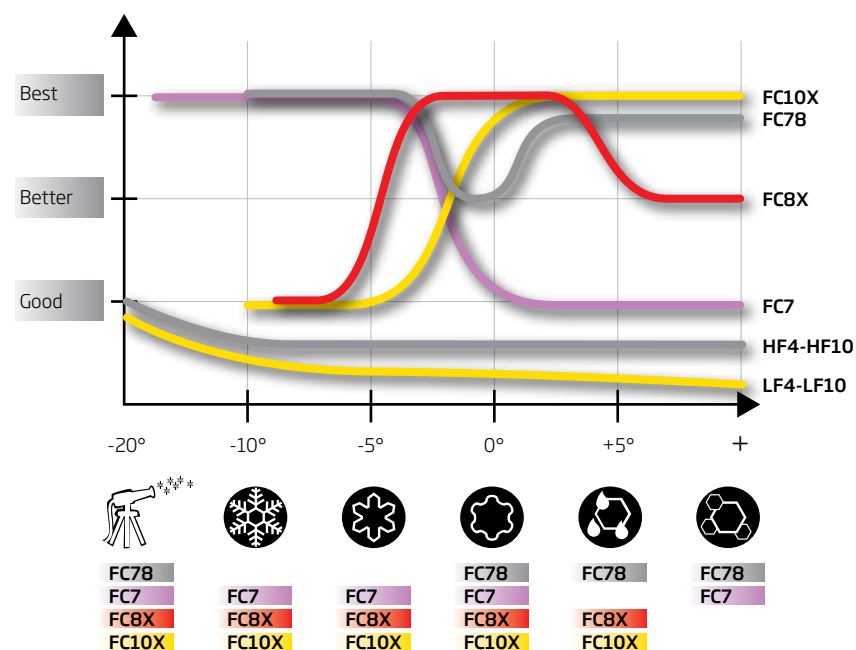 Best
Better
Good
FC10X
FC78
FC8X
FC7
HF4-HF10
LF4-LF10
-20° -10° -5° 0° +5° +
FC78 FC78 FC78 FC78
FC7 FC7 FC7 FC7 FC7
FC8X FC8X FC8X FC8X FC8X
FC10X FC10X FC10X FC10X FC10X